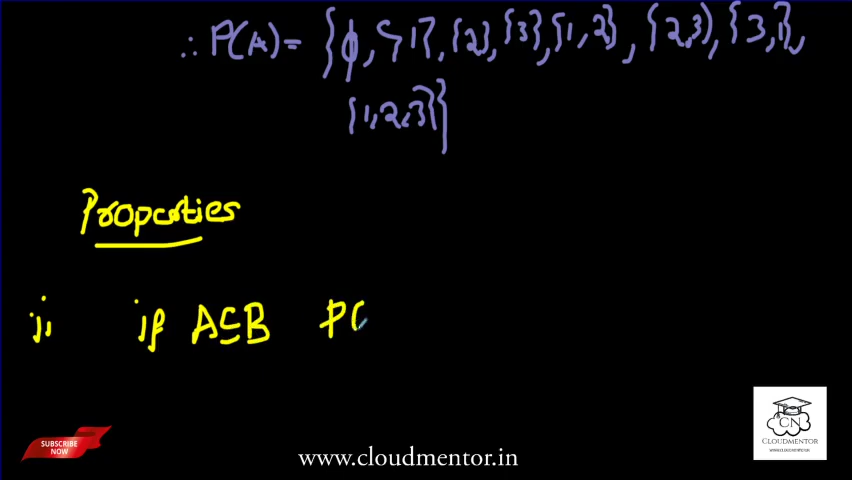 ∴ P(A) = {ϕ, {1}, {2}, {3}, {1, 2}, {2,3}, {3, 1},
{1,2,3}}
Properties
i, if A⊆B P(
SUBSCRIBE
NOW
CN
CLOUDMENTOR
www.cloudmentor.in